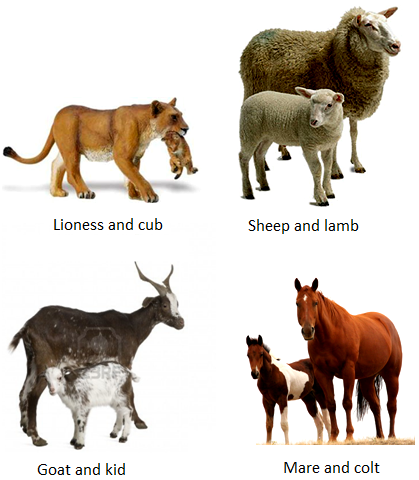 Lioness and cub
Sheep and lamb
Goat and kid
Mare and colt